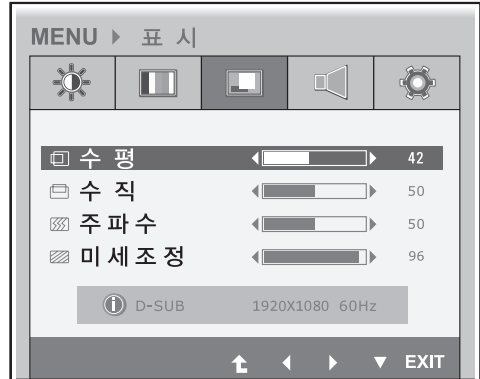 MENU ▶ 표 시
수 평 42
수 직 50
주파수 50
미세조정 96
D-SUB 1920X1080 60Hz
EXIT